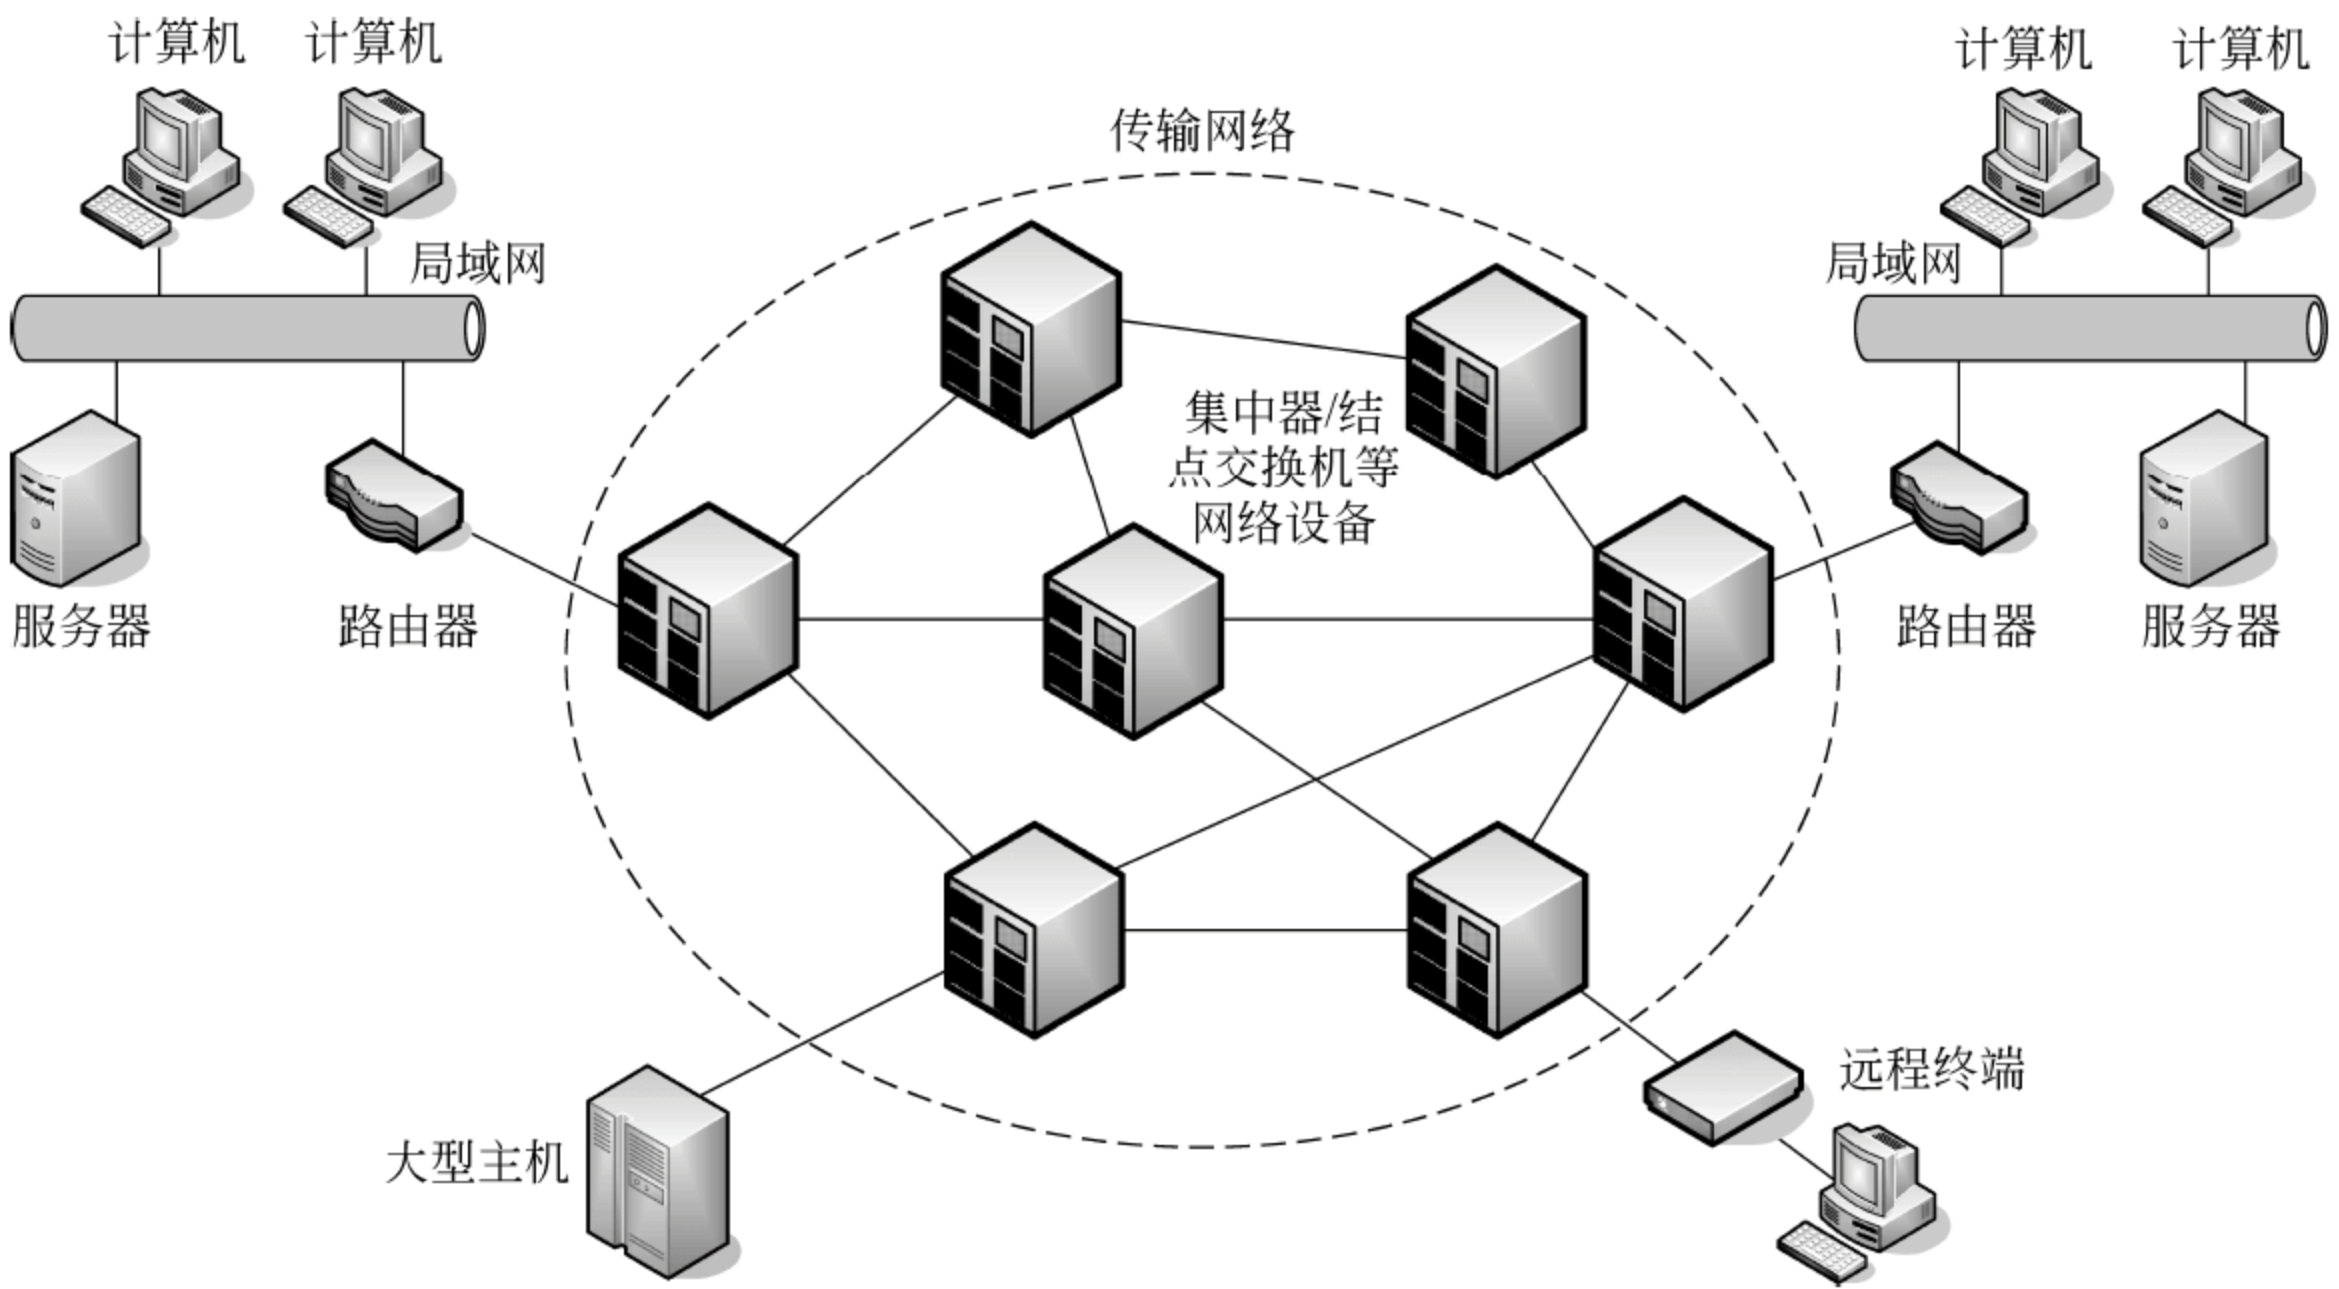 计算机
计算机
计算机
计算机
传输网络
局域网
局域网
集中器/结
点交换机等
网络设备
服务器
路由器
路由器
服务器
远程终端
大型主机